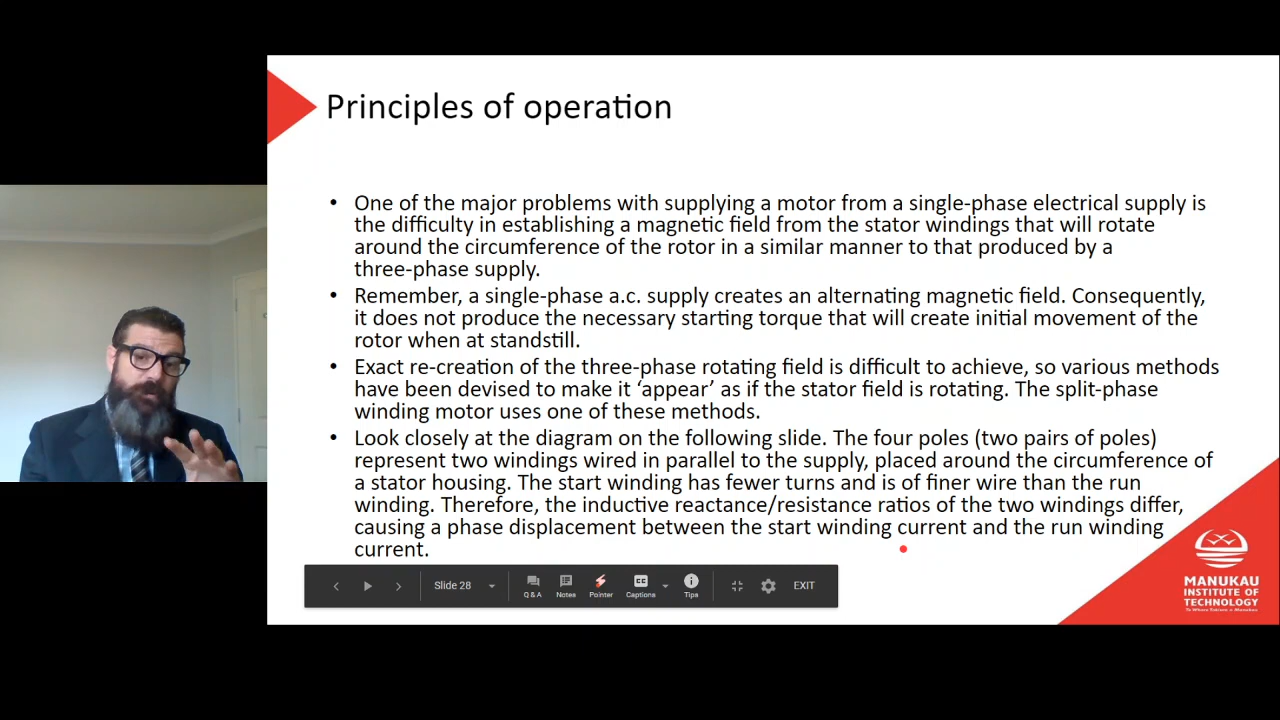 Principles of operation
• One of the major problems with supplying a motor from a single-phase electrical supply is
the difficulty in establishing a magnetic field from the stator windings that will rotate
around the circumference of the rotor in a similar manner to that produced by a
three-phase supply.
• Remember, a single-phase a.c. supply creates an alternating magnetic field. Consequently,
it does not produce the necessary starting torque that will create initial movement of the
rotor when at standstill.
• Exact re-creation of the three-phase rotating field is difficult to achieve, so various methods
have been devised to make it ‘appear’ as if the stator field is rotating. The split-phase
winding motor uses one of these methods.
• Look closely at the diagram on the following slide. The four poles (two pairs of poles)
represent two windings wired in parallel to the supply, placed around the circumference of
a stator housing. The start winding has fewer turns and is of finer wire than the run
winding. Therefore, the inductive reactance/resistance ratios of the two windings differ,
causing a phase displacement between the start winding current and the run winding
current.
Slide 28
Q & A Notes Pointer Captions Tips
CC
EXIT
MANUKAU
INSTITUTE OF
TECHNOLOGY